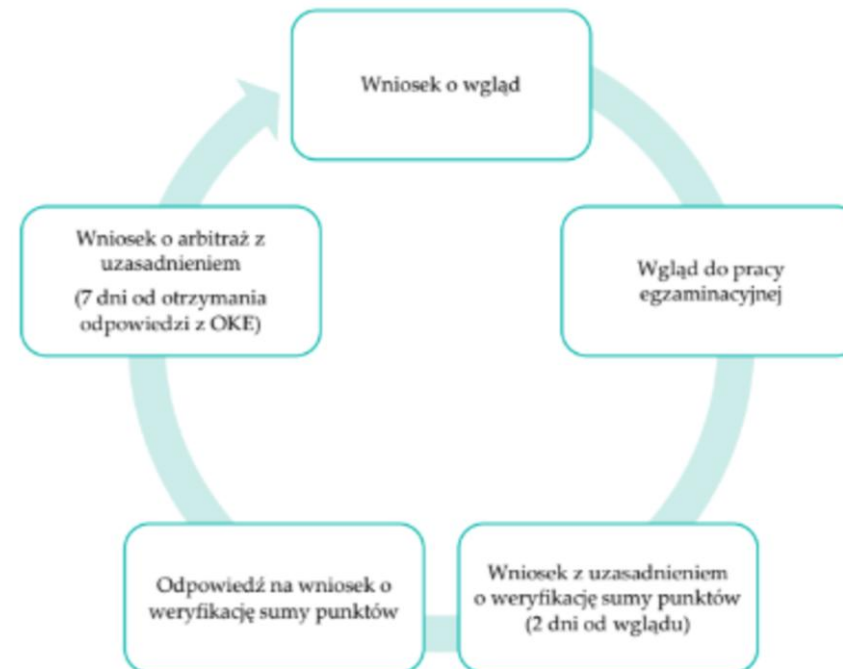 Wniosek o wgląd
Wgląd do pracy
egzaminacyjnej
Wniosek z uzasadnieniem
o weryfikację sumy punktów
(2 dni od wglądu)
Odpowiedź na wniosek o
weryfikację sumy punktów
Wniosek o arbitraż z
uzasadnieniem
(7 dni od otrzymania
odpowiedzi z OKE)